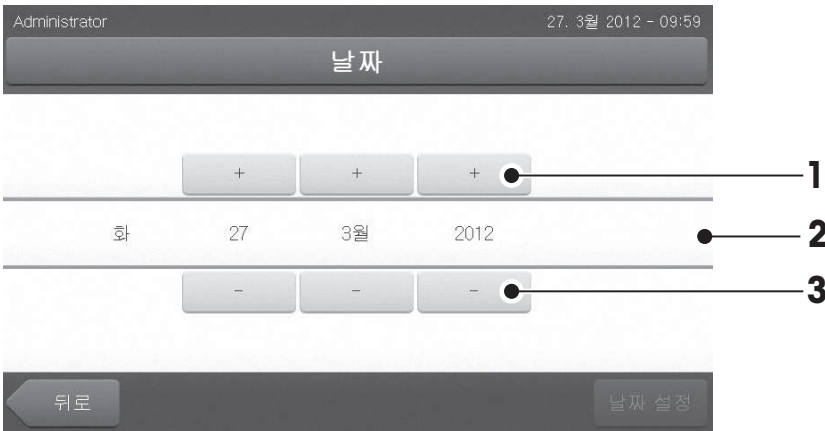 Administrator 27. 3월 2012 - 09:59
날짜
+ + + 1
화 27 3월 2012 2
- - - 3
뒤로 날짜 설정